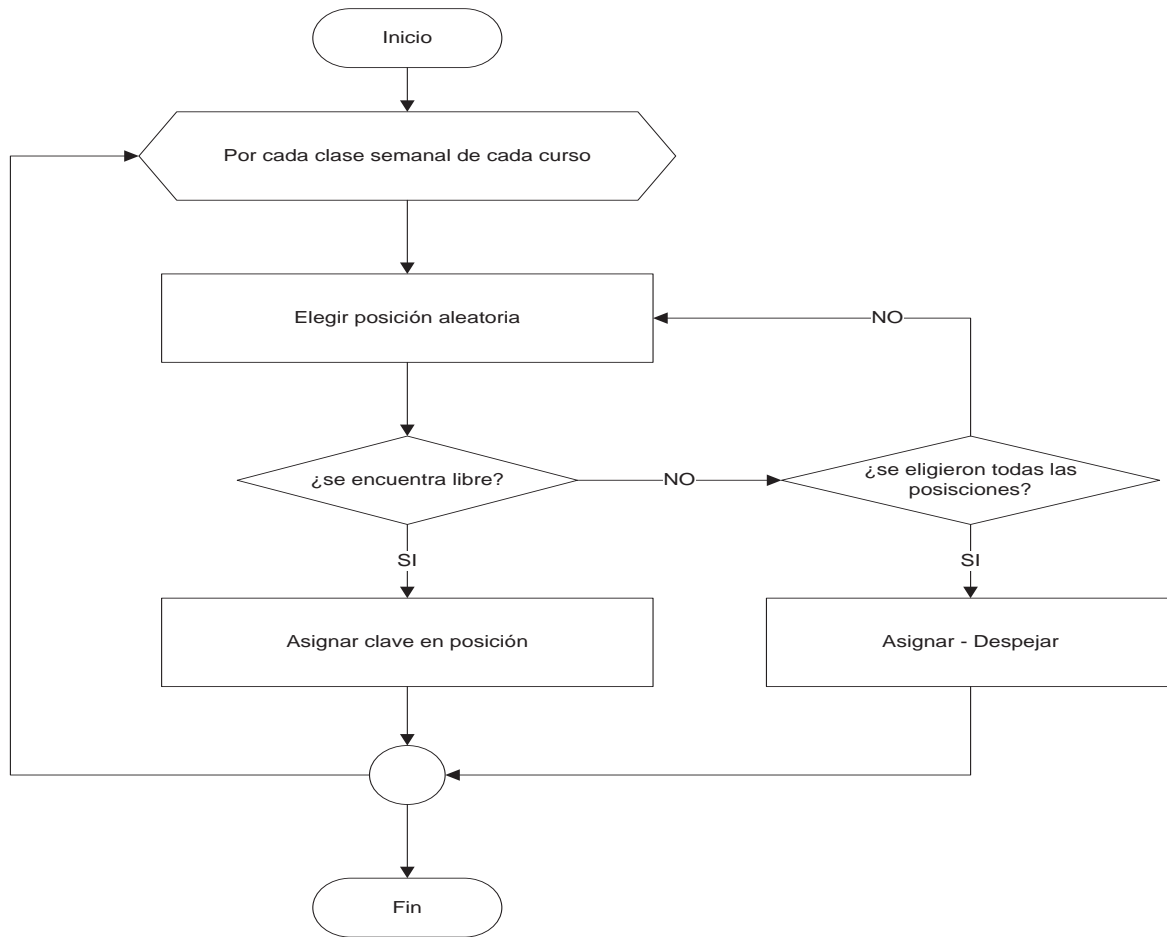 Inicio
Por cada clase semanal de cada curso
Elegir posición aleatoria
NO
¿se encuentra libre?
NO
¿se eligieron todas las
posisciones?
SI
SI
Asignar clave en posición
Asignar - Despejar
Fin